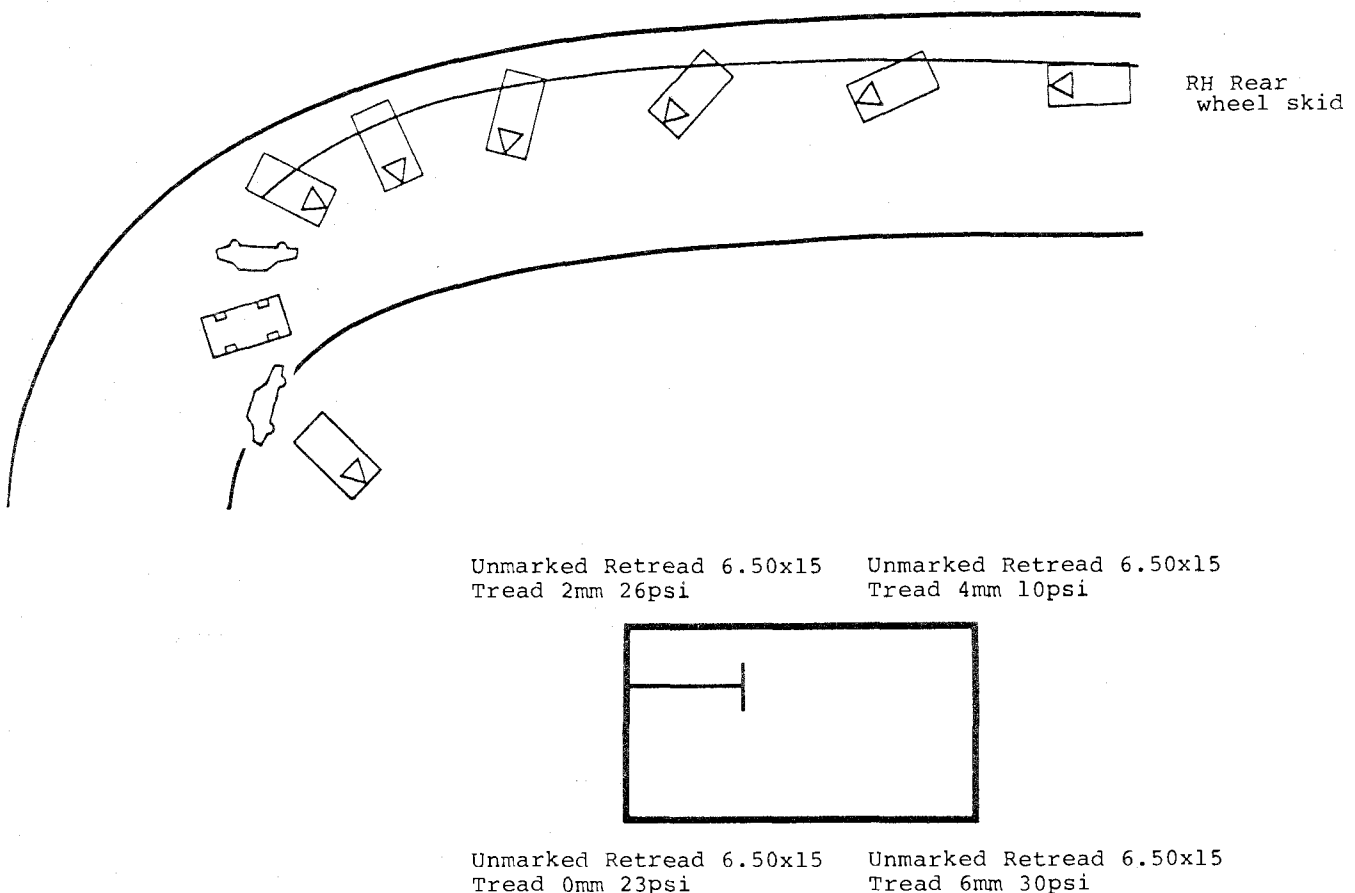 RH Rear
wheel skid
Unmarked Retread 6.50x15
Tread 2mm 26psi
Unmarked Retread 6.50x15
Tread 4mm 10psi
Unmarked Retread 6.50x15
Tread 0mm 23psi
Unmarked Retread 6.50x15
Tread 6mm 30psi